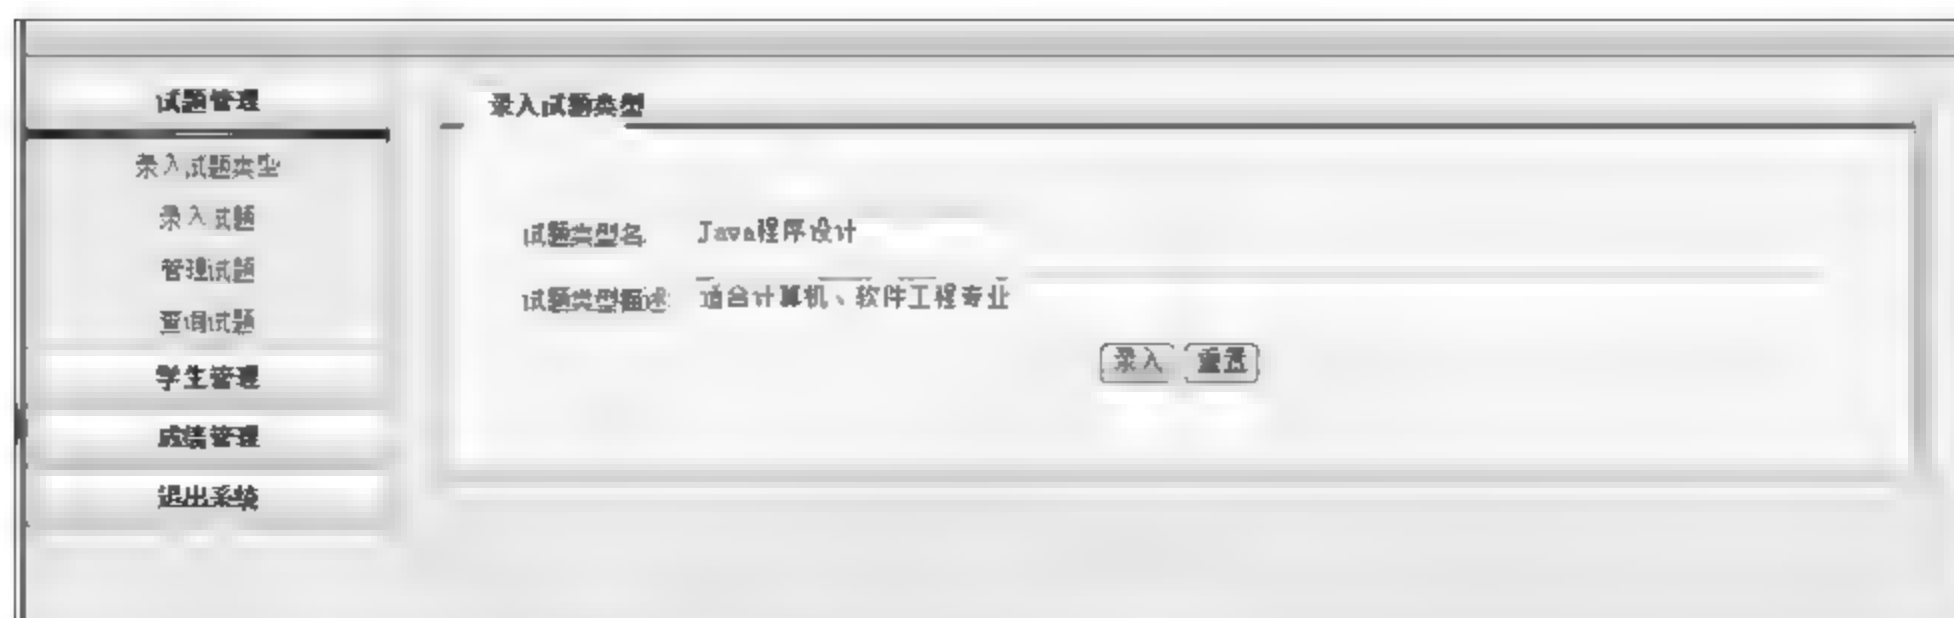 试题管理
录入试题类型
录入试题
管理试题
查询试题
学生管理
成绩管理
退出系统
录入试题类型
试题类型名 Java程序设计
试题类型描述 适合计算机、软件工程专业
录入 重置